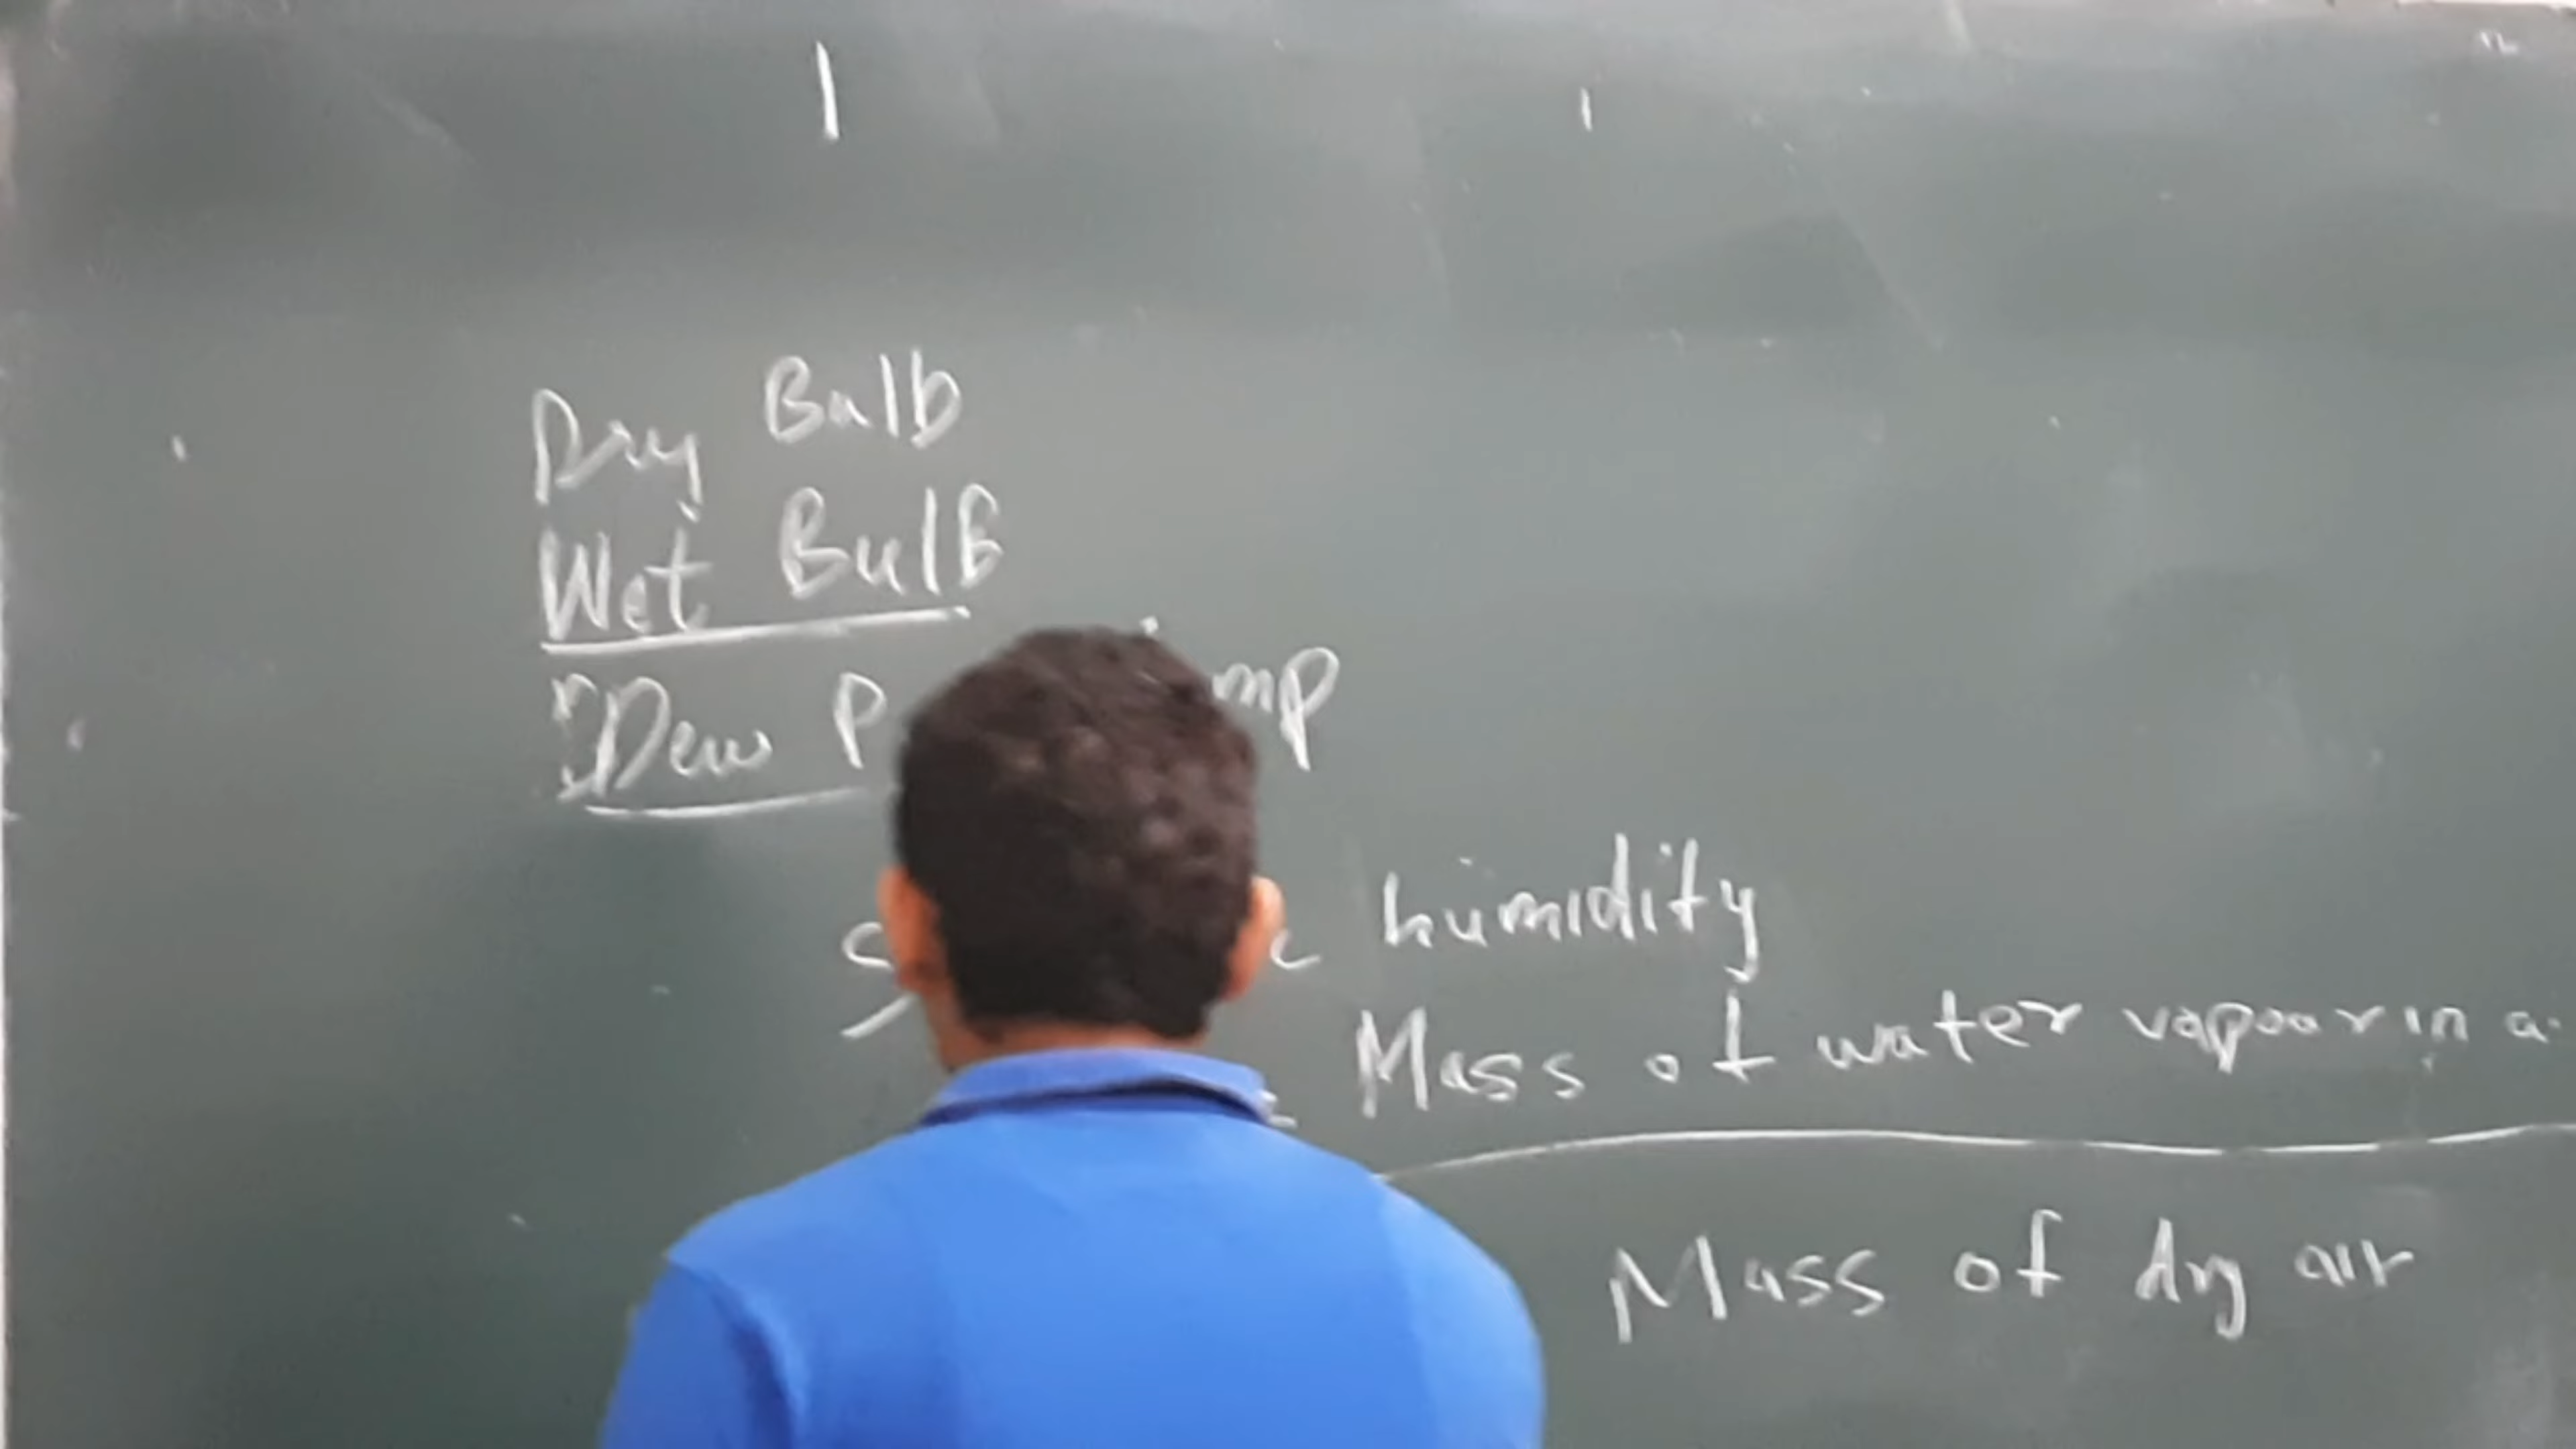 Dry Bulb
Wet Bulb
Dew P mp
S c humidity
= Mass of water vapour in a
Mass of dry air